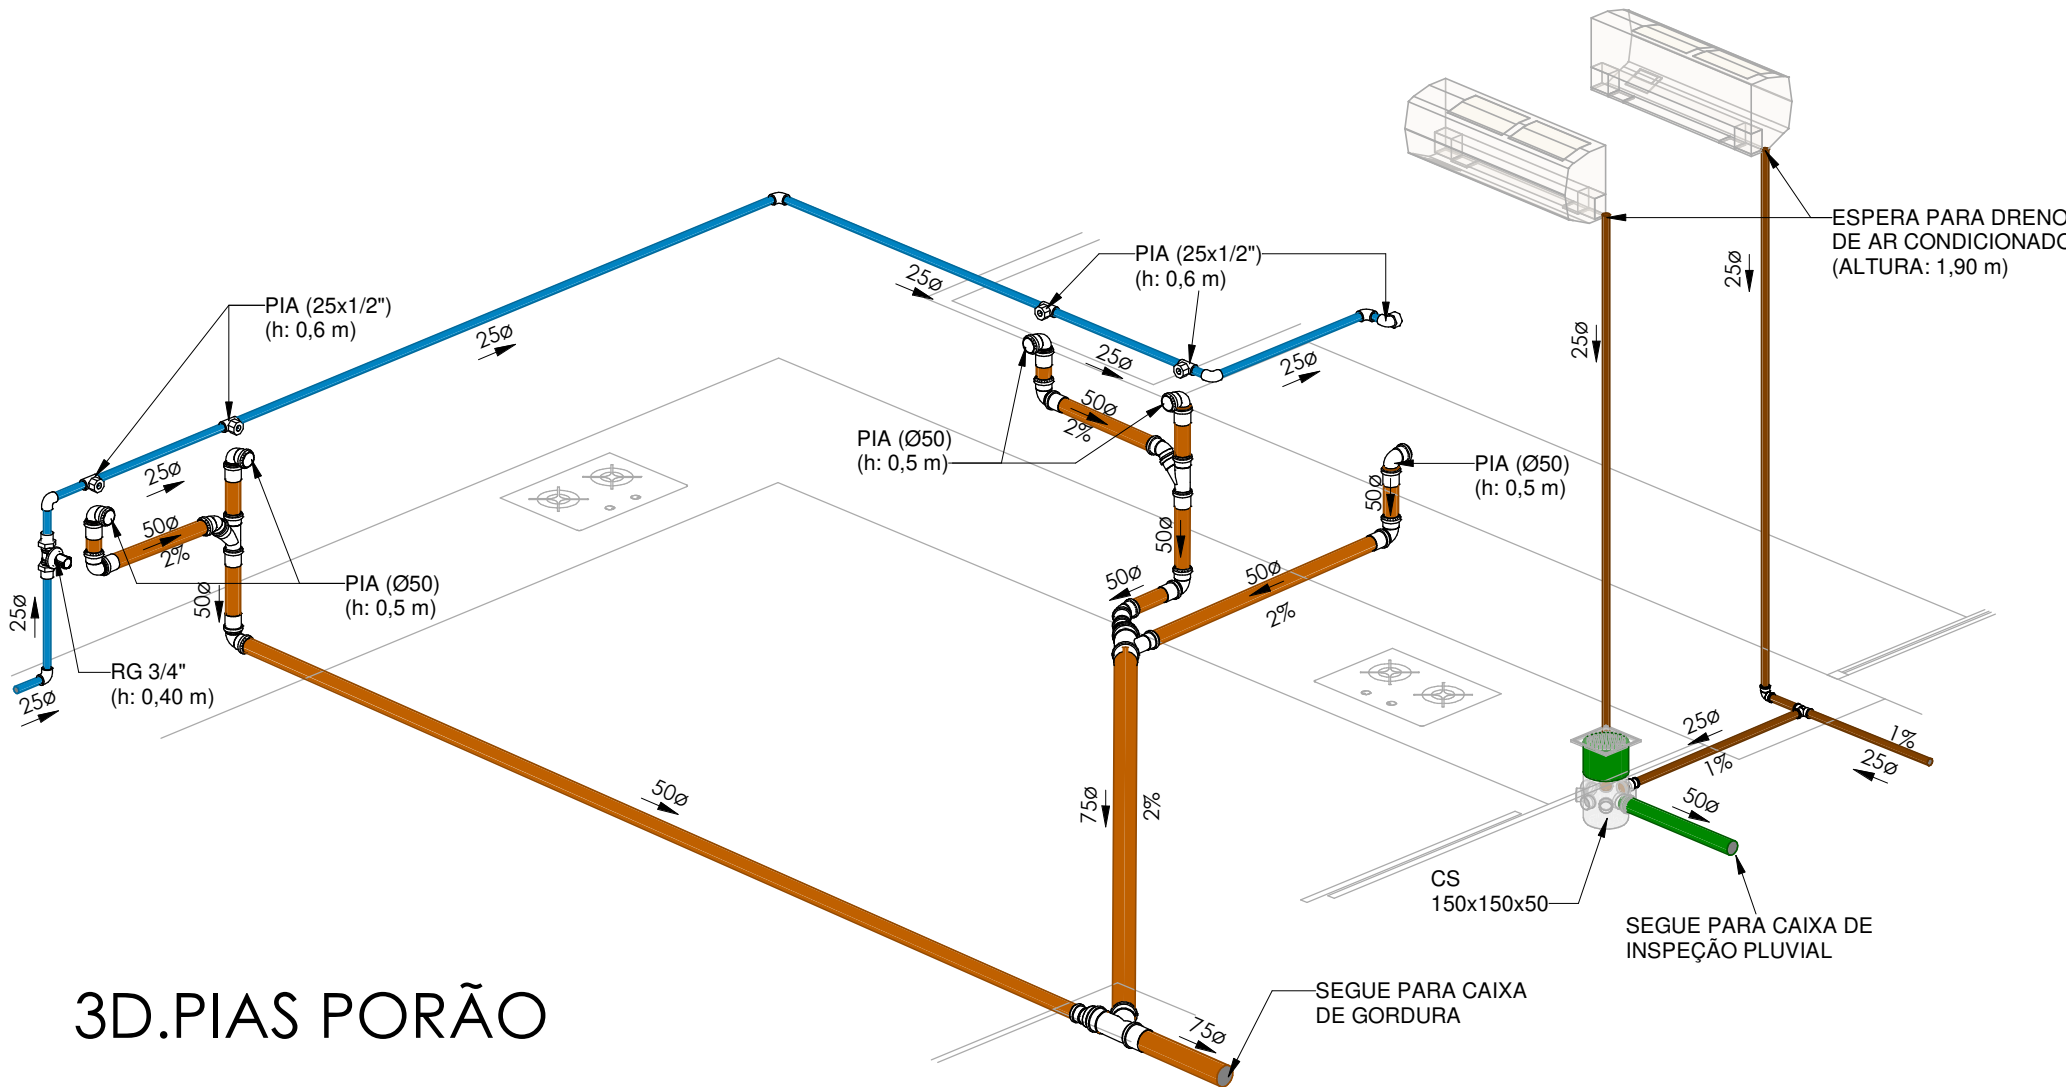 ESPERA PARA DRENO
DE AR CONDICIONADO
(ALTURA: 1,90 m)
25ø
25ø
PIA (25x1/2")
(h: 0,6 m)
25ø
PIA (25x1/2")
(h: 0,6 m)
25ø
25ø
25ø
50ø
2%
PIA (Ø50)
(h: 0,5 m)
PIA (Ø50)
(h: 0,5 m)
50ø
25ø
50ø
2%
50ø
50ø
50ø
2%
PIA (Ø50)
(h: 0,5 m)
50ø
25ø
RG 3/4"
(h: 0,40 m)
25ø
25ø
1%
1%
25ø
50ø
75ø
2%
50ø
CS
150x150x50
SEGUE PARA CAIXA DE
INSPEÇÃO PLUVIAL
SEGUE PARA CAIXA
DE GORDURA
75ø
3D.PIAS PORÃO